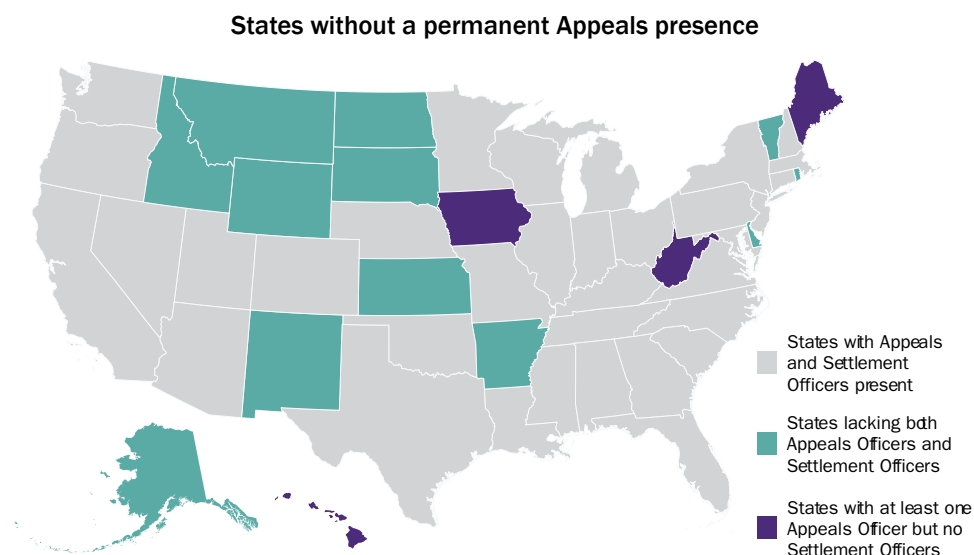 States without a permanent Appeals presence
States with Appeals
and Settlement
Officers present
States lacking both
Appeals Officers and
Settlement Officers
States with at least one
Appeals Officer but no
Settlement Officers